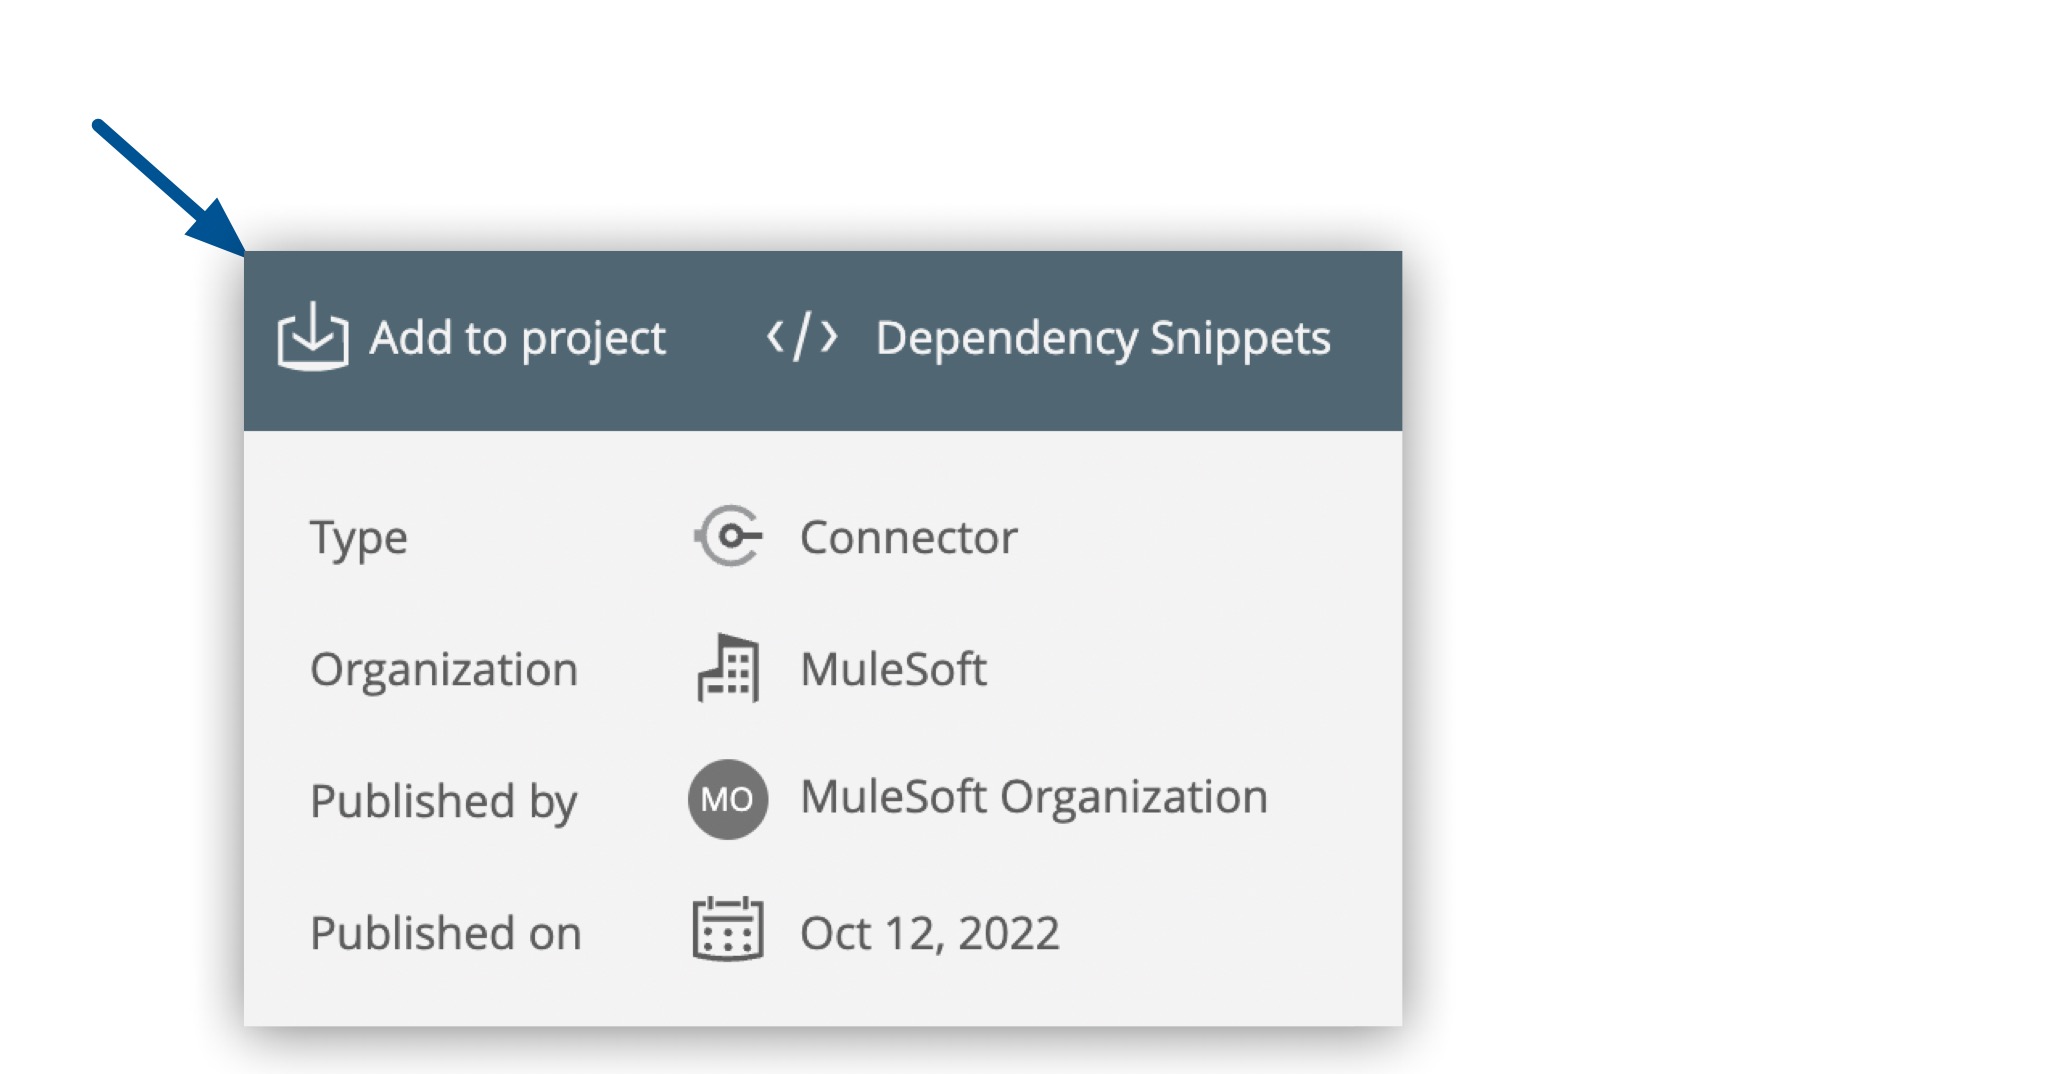 Add to project </> Dependency Snippets
Type Connector
Organization MuleSoft
Published by MO MuleSoft Organization
Published on Oct 12, 2022